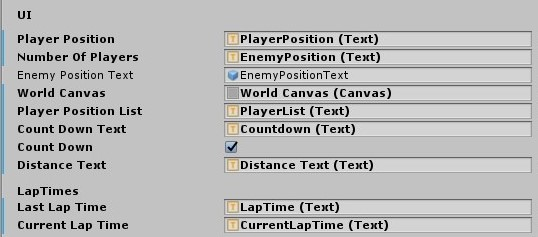 UI
Player Position PlayerPosition (Text)
Number Of Players EnemyPosition (Text)
Enemy Position Text EnemyPositionText
World Canvas World Canvas (Canvas)
Player Position List PlayerList (Text)
Count Down Text Countdown (Text)
Count Down
Distance Text Distance Text (Text)
LapTimes
Last Lap Time LapTime (Text)
Current Lap Time CurrentLapTime (Text)